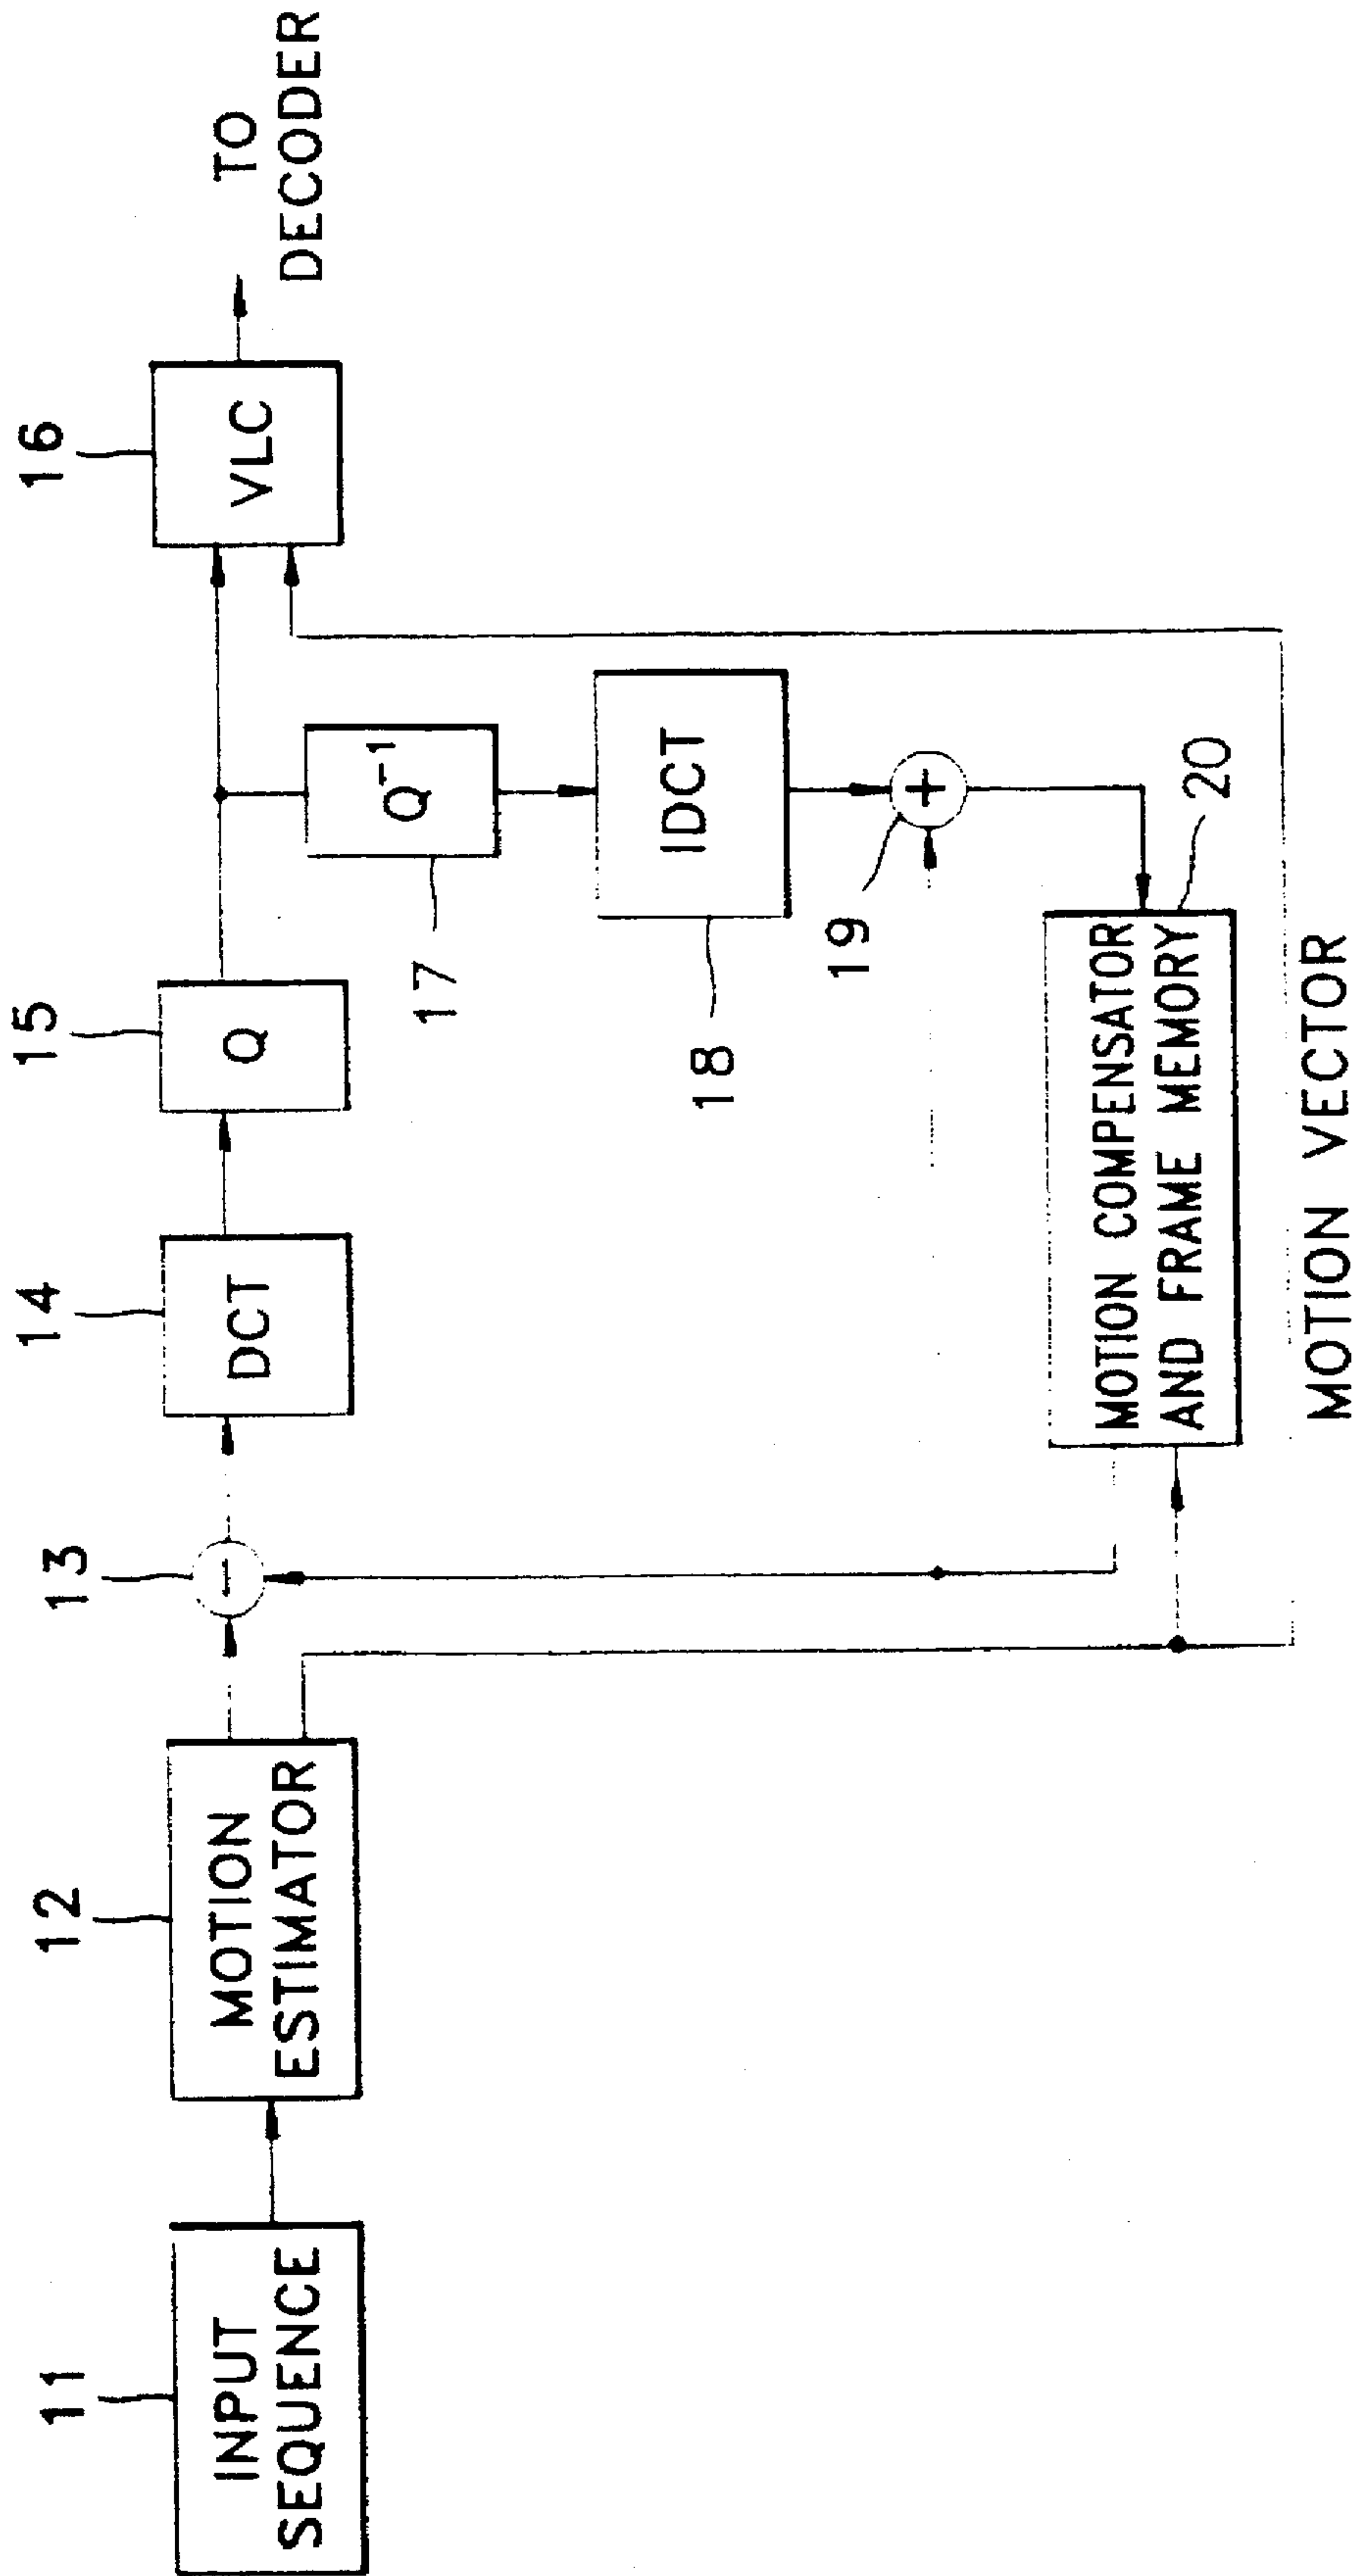 11
INPUT
SEQUENCE
12
MOTION
ESTIMATOR
13
−
14
DCT
15
Q
16
VLC
TO
DECODER
17
Q⁻¹
18
IDCT
19
+
20
MOTION COMPENSATOR
AND FRAME MEMORY
MOTION VECTOR